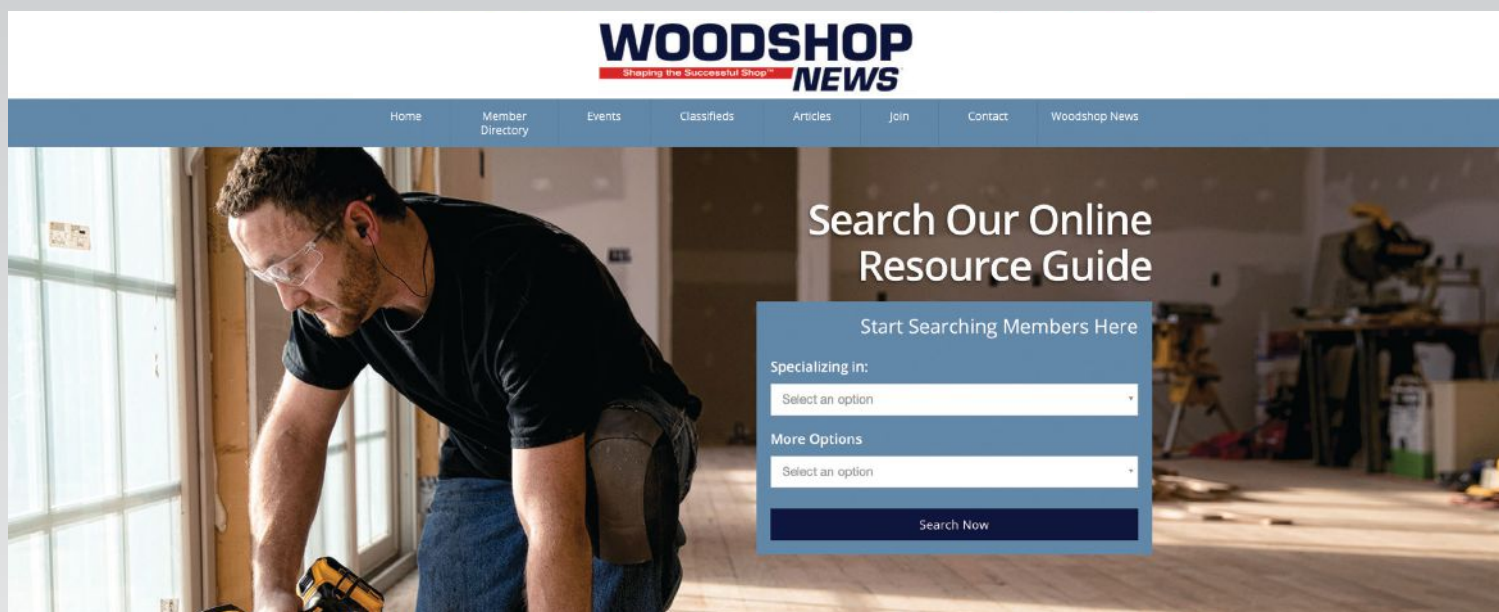 WOODSHOP
Shaping the Successful Shop™
NEWS
Home
Member
Directory
Events
Classifieds
Articles
Join
Contact
Woodshop News
Search Our Online
Resource Guide
Start Searching Members Here
Specializing in:
Select an option
More Options
Select an option
Search Now